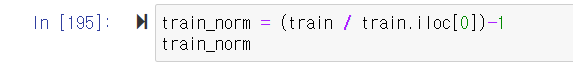 In [195]: train_norm = (train / train.iloc[0])-1
train_norm